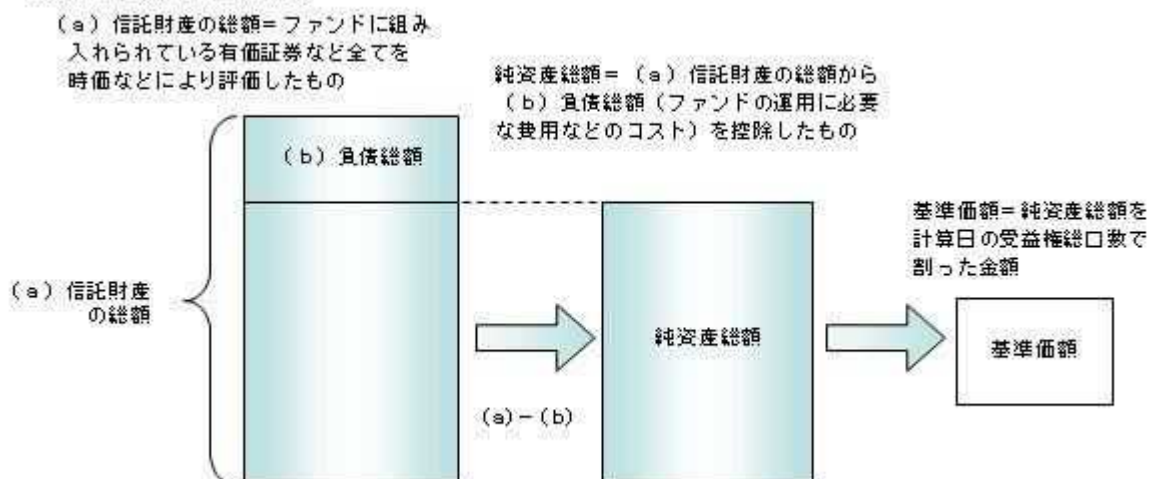 (a)信託財産の総額=ファンドに組み
入れられている有価証券など全てを
時価などにより評価したもの
純資産総額=(a)信託財産の総額から
(b)負債総額(ファンドの運用に必要
な費用などのコスト)を控除したもの
(b)負債総額
基準価額=純資産総額を
計算日の受益権総口数で
割った金額
(a)信託財産
の総額
純資産総額
基準価額
(a)-(b)